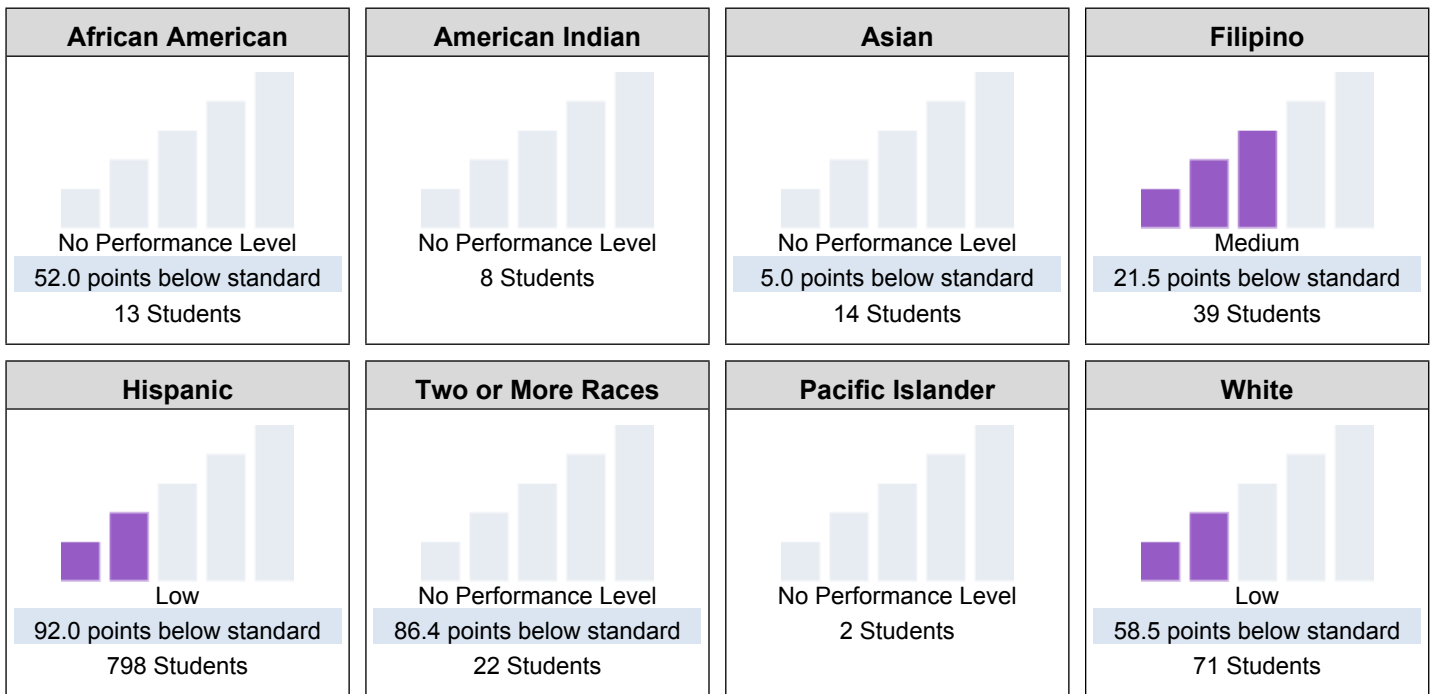 African American
No Performance Level
52.0 points below standard
13 Students
American Indian
No Performance Level
8 Students
Asian
No Performance Level
5.0 points below standard
14 Students
Filipino
Medium
21.5 points below standard
39 Students
Hispanic
Low
92.0 points below standard
798 Students
Two or More Races
No Performance Level
86.4 points below standard
22 Students
Pacific Islander
No Performance Level
2 Students
White
Low
58.5 points below standard
71 Students